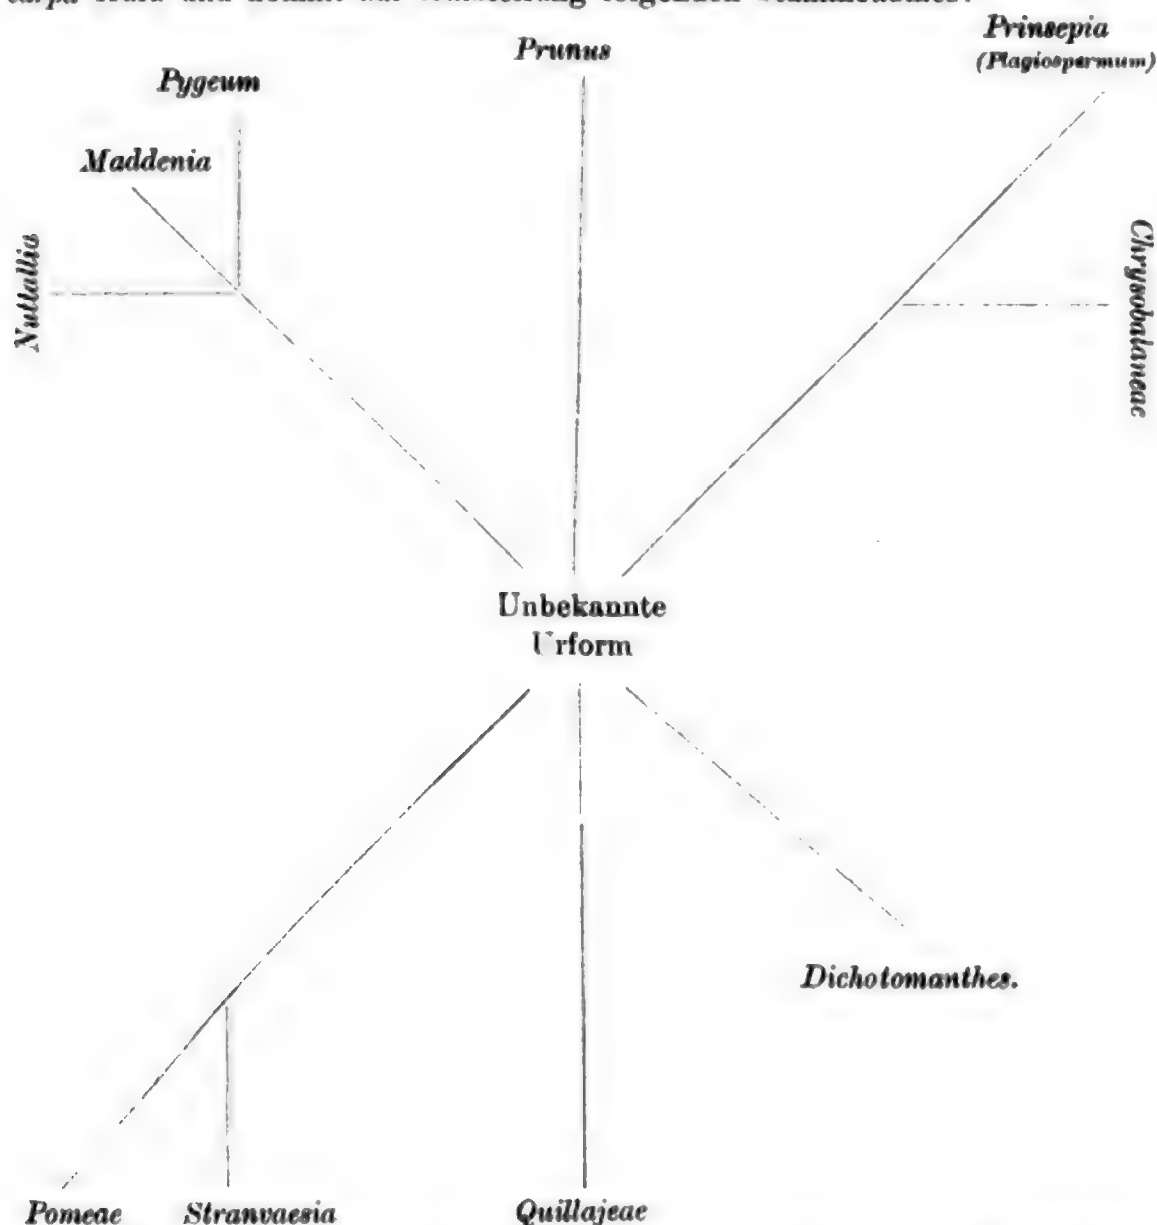 Prunus
Prinsepia
(Plagiospermum)
Pygeum
Maddenia
Nuttallia
Chrysobalaneae
Unbekannte
Urform
Dichotomanthes.
Pomeae
Stranvaesia
Quillajeae